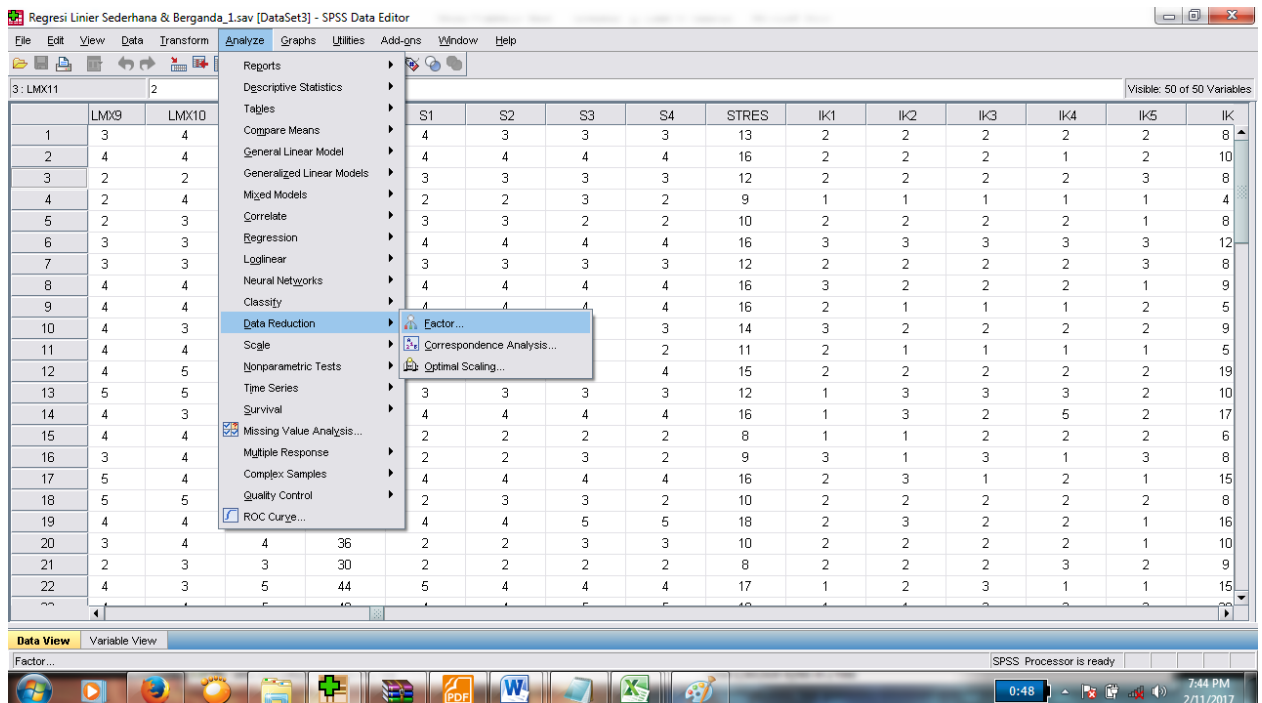 Regresi Linier Sederhana & Berganda_1.sav [DataSet3] - SPSS Data Editor
File Edit View Data Transform Analyze Graphs Utilities Add-ons Window Help
3 : LMX11 2 Visible: 50 of 50 Variables
Reports
Descriptive Statistics
Tables
Compare Means
General Linear Model
Generalized Linear Models
Mixed Models
Correlate
Regression
Loglinear
Neural Networks
Classify
Data Reduction
Scale
Nonparametric Tests
Time Series
Survival
Missing Value Analysis...
Multiple Response
Complex Samples
Quality Control
ROC Curve...
Factor...
Correspondence Analysis...
Optimal Scaling...
LMX9 LMX10 S1 S2 S3 S4 STRES IK1 IK2 IK3 IK4 IK5 IK
1 3 4 4 3 3 3 13 2 2 2 2 2 8
2 4 4 4 4 4 4 16 2 2 2 1 2 10
3 2 2 3 3 3 3 12 2 2 2 2 3 8
4 2 4 2 2 3 2 9 1 1 1 1 1 4
5 2 3 3 3 2 2 10 2 2 2 2 1 8
6 3 3 4 4 4 4 16 3 3 3 3 3 12
7 3 3 3 3 3 3 12 2 2 2 2 3 8
8 4 4 4 4 4 4 16 3 2 2 2 1 9
9 4 4 4 4 4 4 16 2 1 1 1 2 5
10 4 3 3 14 3 2 2 2 2 9
11 4 4 2 11 2 1 1 1 1 5
12 4 5 4 15 2 2 2 2 2 19
13 5 5 3 3 3 3 12 1 3 3 3 2 10
14 4 3 4 4 4 4 16 1 3 2 5 2 17
15 4 4 2 2 2 2 8 1 1 2 2 2 6
16 3 4 2 2 3 2 9 3 1 3 1 3 8
17 5 4 4 4 4 4 16 2 3 1 2 1 15
18 5 5 2 3 3 2 10 2 2 2 2 2 8
19 4 4 4 4 5 5 18 2 3 2 2 1 16
20 3 4 4 36 2 2 3 3 10 2 2 2 2 1 10
21 2 3 3 30 2 2 2 2 8 2 2 2 3 2 9
22 4 3 5 44 5 4 4 4 17 1 2 3 1 1 15
Data View Variable View
Factor... SPSS Processor is ready
PDF W 0:48 7:44 PM
2/11/2017